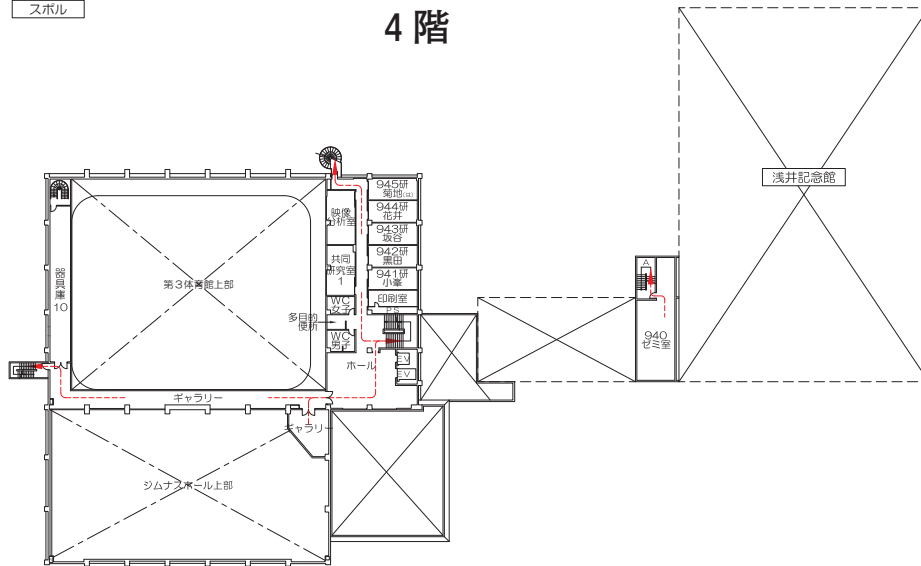 スポル
4階
浅井記念館
945研
菊地(旦)
944研
花井
943研
坂谷
942研
黒田
941研
小峯
印刷室
PS
映像
分析室
共同
研究室
1
WC
女子
多目的
便所
WC
男子
ホール
EV
EV
器具庫
10
第3体育館上部
ギャラリー
ギャラリー
ジムナスホール上部
A
940
ゼミ室